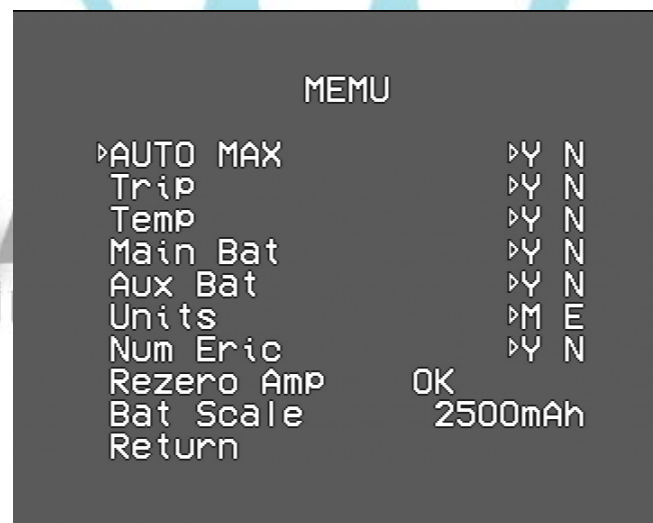 MEMU
▹AUTO MAX ▹Y N
Trip ▹Y N
Temp ▹Y N
Main Bat ▹Y N
Aux Bat ▹Y N
Units ▹M E
Num Eric ▹Y N
Rezero Amp OK
Bat Scale 2500mAh
Return